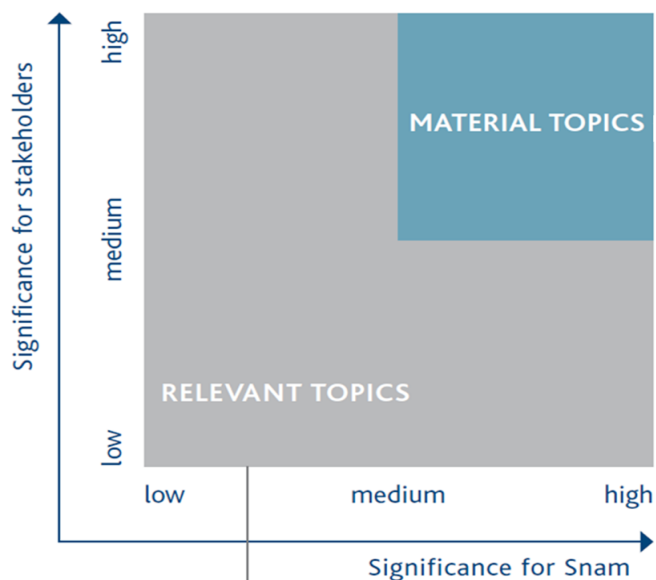 high
MATERIAL TOPICS
Significance for stakeholders
medium
RELEVANT TOPICS
low
low medium high
Significance for Snam